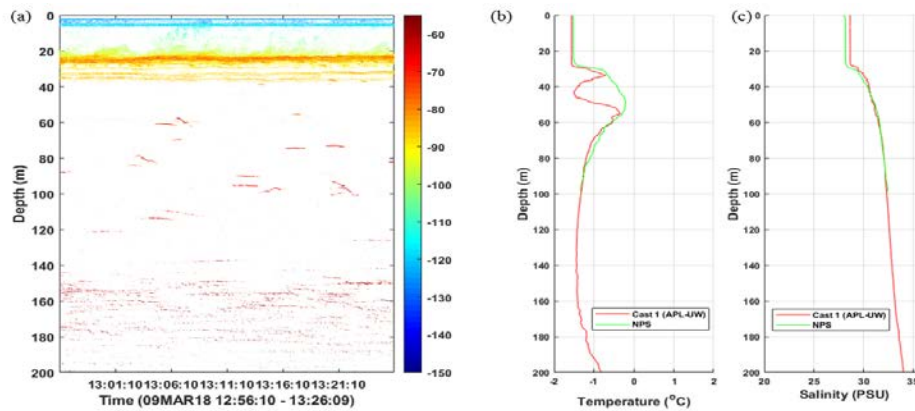 (a)
0
20
40
60
80
100
120
140
160
180
200
Depth (m)
13:01:10 13:06:10 13:11:10 13:16:10 13:21:10
Time (09MAR18 12:56:10 - 13:26:09)
-60
-70
-80
-90
-100
-110
-120
-130
-140
-150
(b)
0
20
40
60
80
100
120
140
160
180
200
Depth (m)
Cast 1 (APL-UW)
NPS
-2 -1 0 1 2
Temperature (°C)
(c)
0
20
40
60
80
100
120
140
160
180
200
Depth (m)
Cast 1 (APL-UW)
NPS
20 25 30 35
Salinity (PSU)